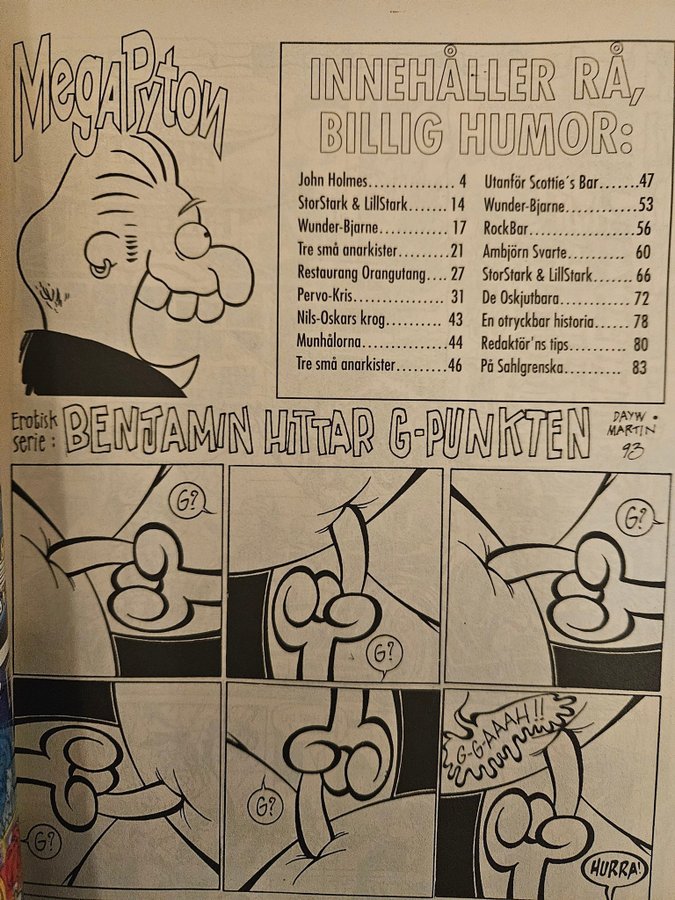 MegaPyton
INNEHÅLLER RÅ,
BILLIG HUMOR:
John Holmes.............. 4
StorStark & LillStark....... 14
Wunder-Bjarne............ 17
Tre små anarkister.........21
Restaurang Orangutang.... 27
Pervo-Kris................ 31
Nils-Oskars krog......... 43
Munhålorna.............. 44
Tre små anarkister.........46
Utanför Scottie´s Bar.......47
Wunder-Bjarne............53
RockBar.................. 56
Ambjörn Svarte........... 60
StorStark & LillStark....... 66
De Oskjutbara............ 72
En otryckbar historia...... 78
Redaktör'ns tips........... 80
På Sahlgrenska........... 83
Erotisk
serie: BENJAMIN HITTAR G-PUNKTEN
DAYW •
MARTIN
93
G?
G?
G?
G?
G?
G-G-AAAH!!
HURRA!